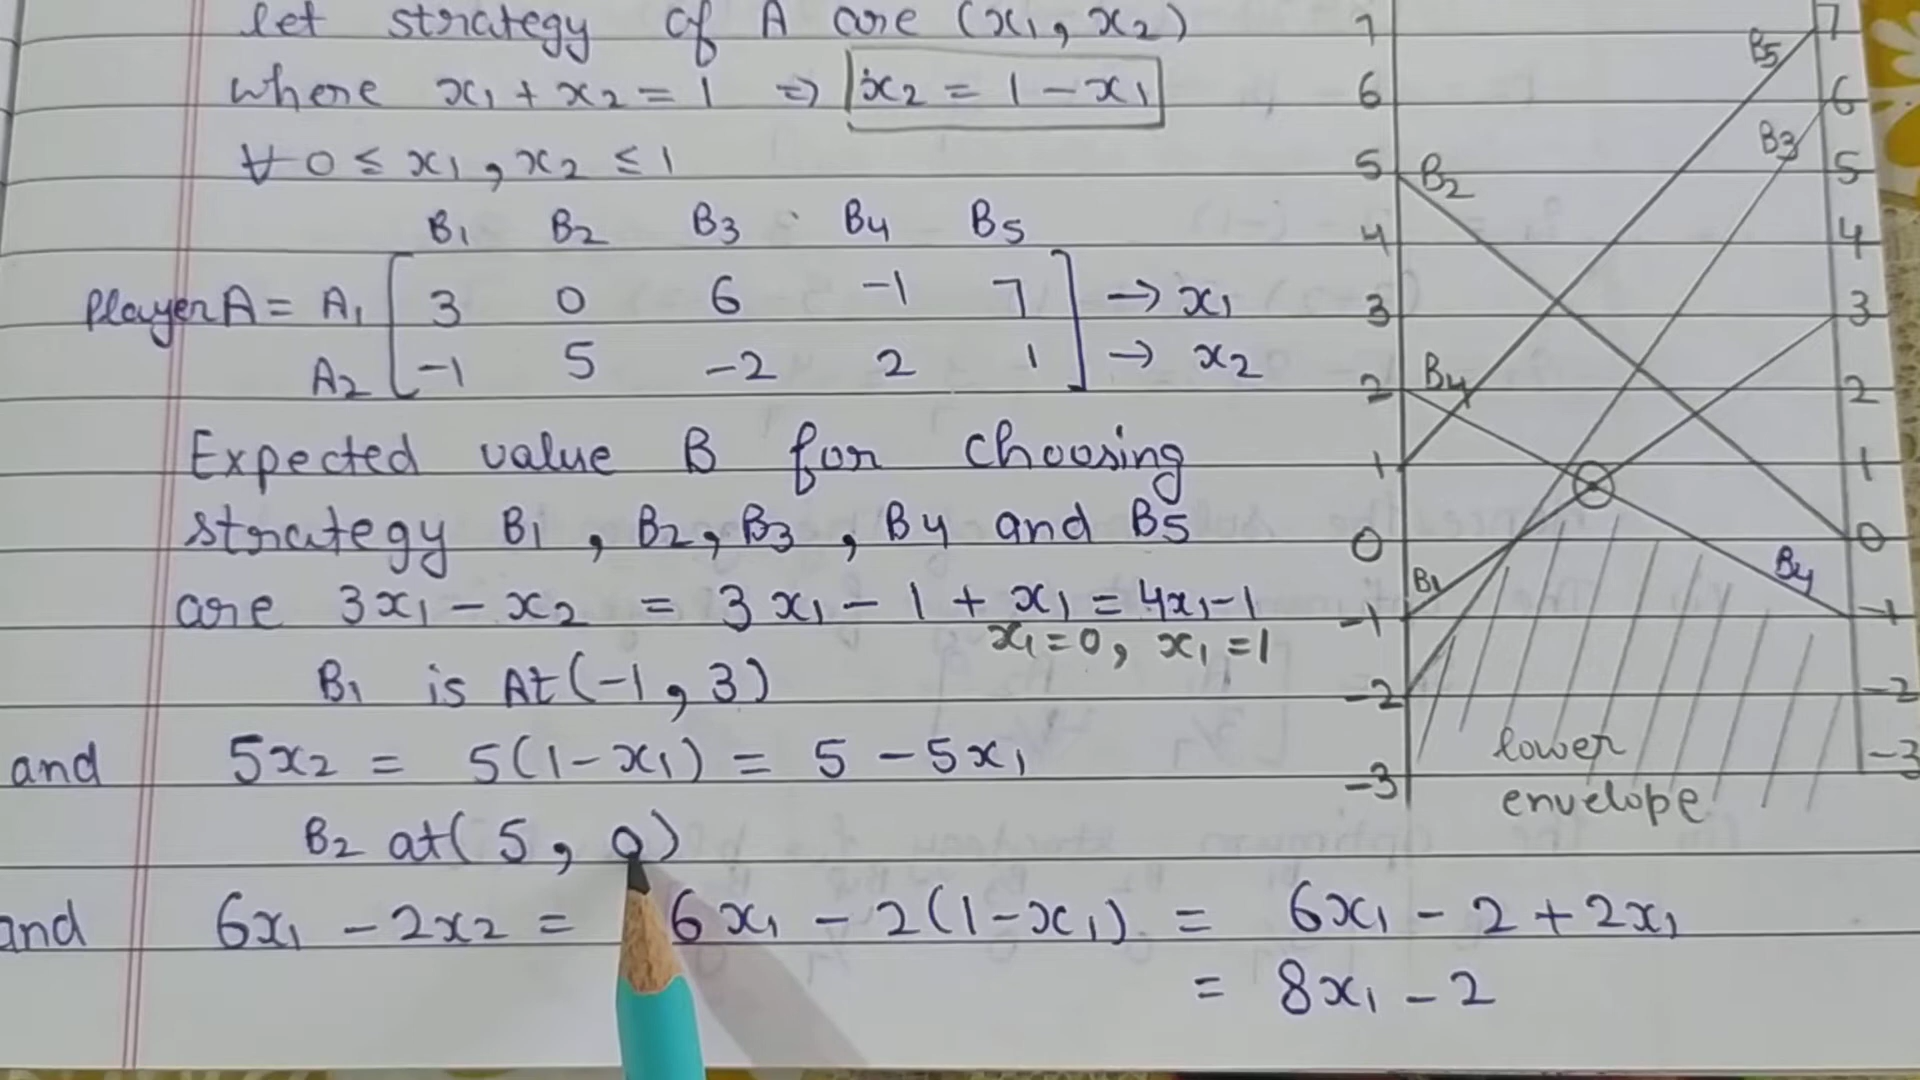 let strategy of A are (x1, x2)
where x1 + x2 = 1 => x2 = 1 - x1
∀ 0 ≤ x1, x2 ≤ 1
B1 B2 B3 B4 B5
Player A = A1 [ 3 0 6 -1 7 ] → x1
A2 [ -1 5 -2 2 1 ] → x2
Expected value B for choosing
strategy B1, B2, B3, B4 and B5
are 3x1 - x2 = 3x1 - 1 + x1 = 4x1 - 1
x1 = 0, x1 = 1
B1 is At (-1, 3)
and 5x2 = 5(1-x1) = 5 - 5x1
B2 at (5, 0)
and 6x1 - 2x2 = 6x1 - 2(1-x1) = 6x1 - 2 + 2x1
= 8x1 - 2
7 B5 7
6 6
B3
5 B2 5
4 4
3 3
2 B4 2
1 1
0 0
B1 B4
-1 -1
-2 -2
lower
-3 -3
envelope